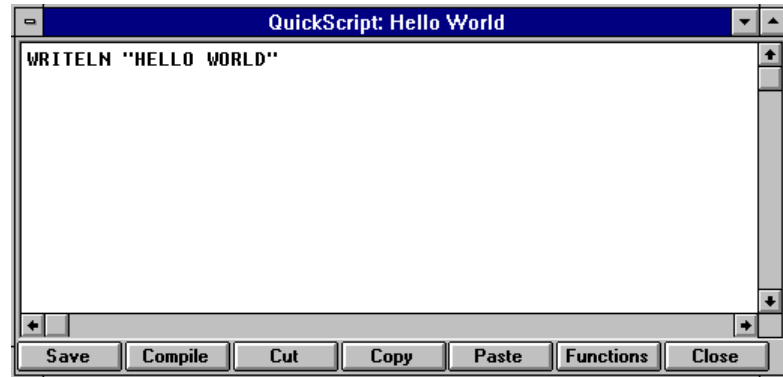 QuickScript: Hello World
WRITELN "HELLO WORLD"
Save Compile Cut Copy Paste Functions Close